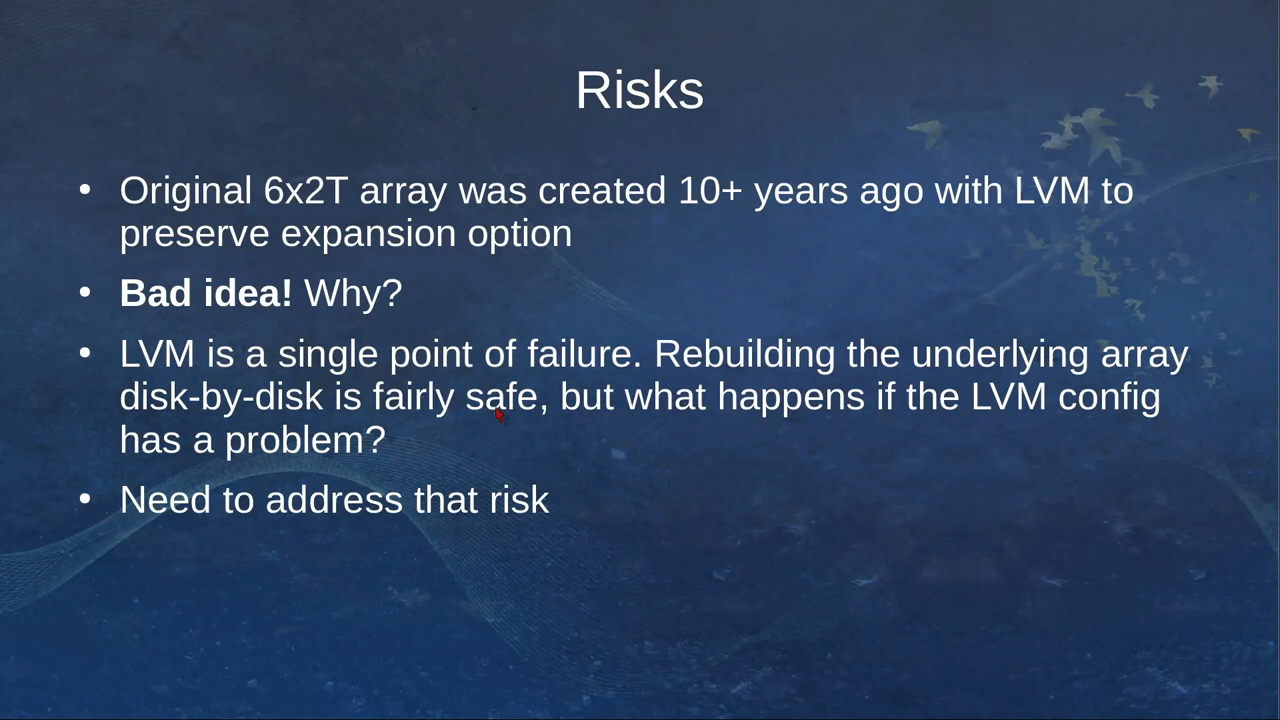 Risks
• Original 6x2T array was created 10+ years ago with LVM to
preserve expansion option
• Bad idea! Why?
• LVM is a single point of failure. Rebuilding the underlying array
disk-by-disk is fairly safe, but what happens if the LVM config
has a problem?
• Need to address that risk